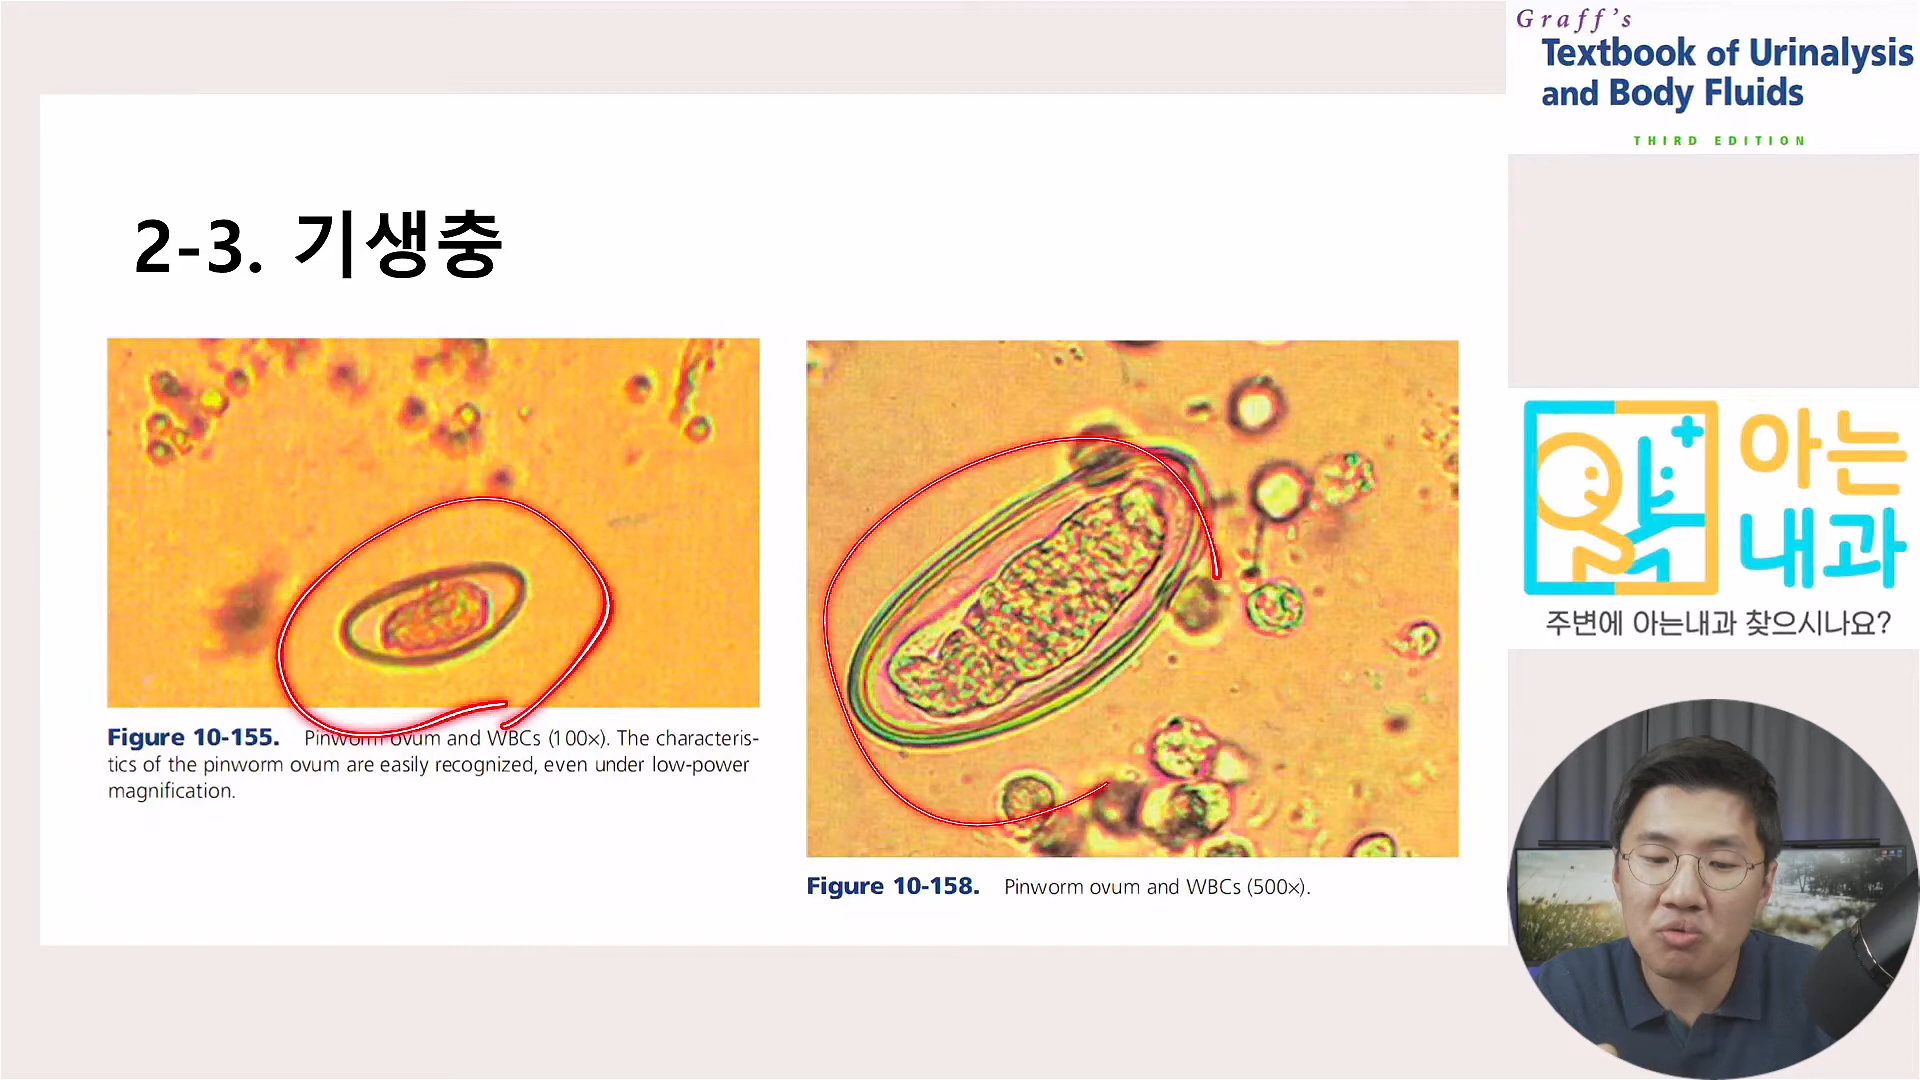 Graff's
Textbook of Urinalysis
and Body Fluids
THIRD EDITION
2-3. 기생충
Figure 10-155. Pinworm ovum and WBCs (100×). The characteris-
tics of the pinworm ovum are easily recognized, even under low-power
magnification.
Figure 10-158. Pinworm ovum and WBCs (500×).
아는
내과
주변에 아는내과 찾으시나요?